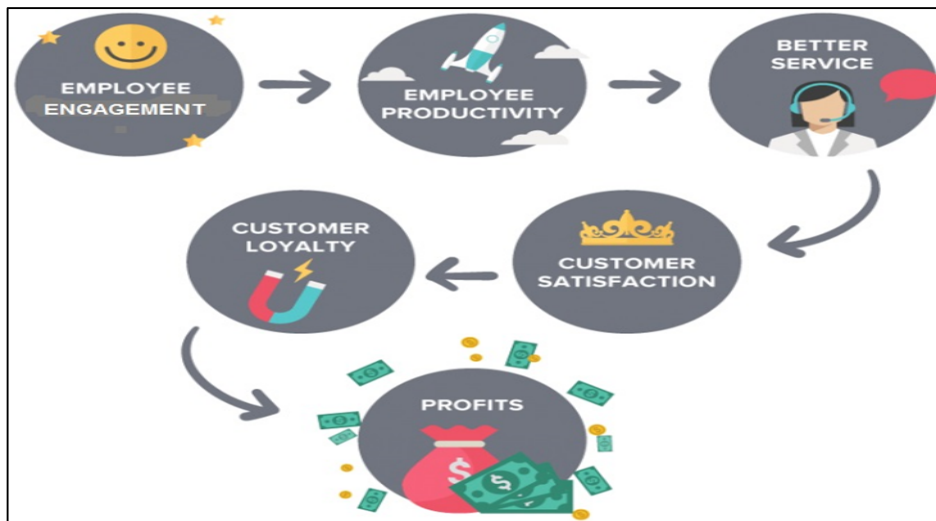 EMPLOYEE
ENGAGEMENT
EMPLOYEE
PRODUCTIVITY
BETTER
SERVICE
CUSTOMER
SATISFACTION
CUSTOMER
LOYALTY
PROFITS
$
$